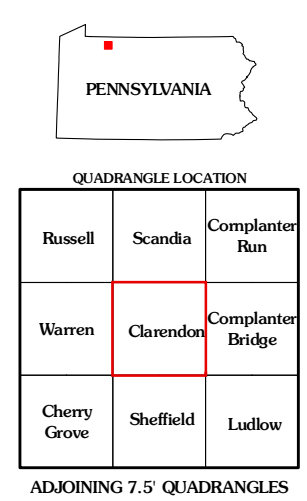 PENNSYLVANIA
QUADRANGLE LOCATION
Russell
Scandia
Cornplanter
Run
Warren
Clarendon
Cornplanter
Bridge
Cherry
Grove
Sheffield
Ludlow
ADJOINING 7.5' QUADRANGLES